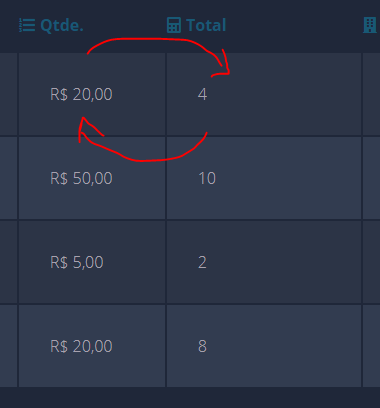 Qtde. Total
R$ 20,00 4
R$ 50,00 10
R$ 5,00 2
R$ 20,00 8